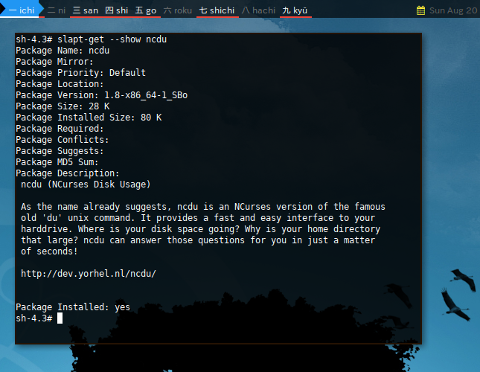 一 ichi 二 ni 三 san 四 shi 五 go 六 roku 七 shichi 八 hachi 九 kyū Sun Aug 20
sh-4.3# slapt-get --show ncdu
Package Name: ncdu
Package Mirror:
Package Priority: Default
Package Location:
Package Version: 1.8-x86_64-1_SBo
Package Size: 28 K
Package Installed Size: 80 K
Package Required:
Package Conflicts:
Package Suggests:
Package MD5 Sum:
Package Description:
ncdu (NCurses Disk Usage)
As the name already suggests, ncdu is an NCurses version of the famous
old 'du' unix command. It provides a fast and easy interface to your
harddrive. Where is your disk space going? Why is your home directory
that large? ncdu can answer those questions for you in just a matter
of seconds!
http://dev.yorhel.nl/ncdu/
Package Installed: yes
sh-4.3#